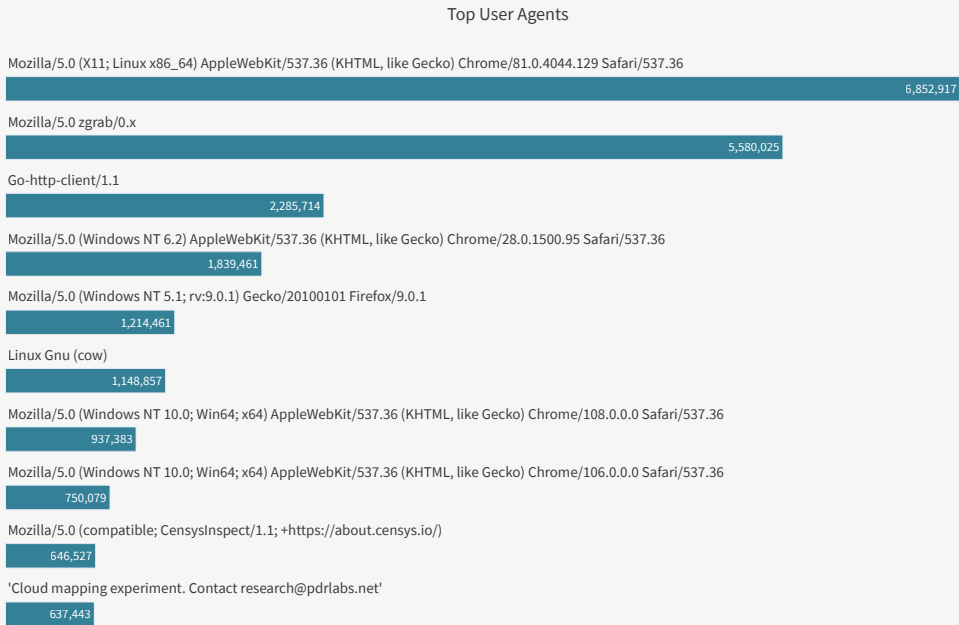 Top User Agents
Mozilla/5.0 (X11; Linux x86_64) AppleWebKit/537.36 (KHTML, like Gecko) Chrome/81.0.4044.129 Safari/537.36
6,852,917
Mozilla/5.0 zgrab/0.x
5,580,025
Go-http-client/1.1
2,285,714
Mozilla/5.0 (Windows NT 6.2) AppleWebKit/537.36 (KHTML, like Gecko) Chrome/28.0.1500.95 Safari/537.36
1,839,461
Mozilla/5.0 (Windows NT 5.1; rv:9.0.1) Gecko/20100101 Firefox/9.0.1
1,214,461
Linux Gnu (cow)
1,148,857
Mozilla/5.0 (Windows NT 10.0; Win64; x64) AppleWebKit/537.36 (KHTML, like Gecko) Chrome/108.0.0.0 Safari/537.36
937,383
Mozilla/5.0 (Windows NT 10.0; Win64; x64) AppleWebKit/537.36 (KHTML, like Gecko) Chrome/106.0.0.0 Safari/537.36
750,079
Mozilla/5.0 (compatible; CensysInspect/1.1; +https://about.censys.io/)
646,527
'Cloud mapping experiment. Contact research@pdrlabs.net'
637,443